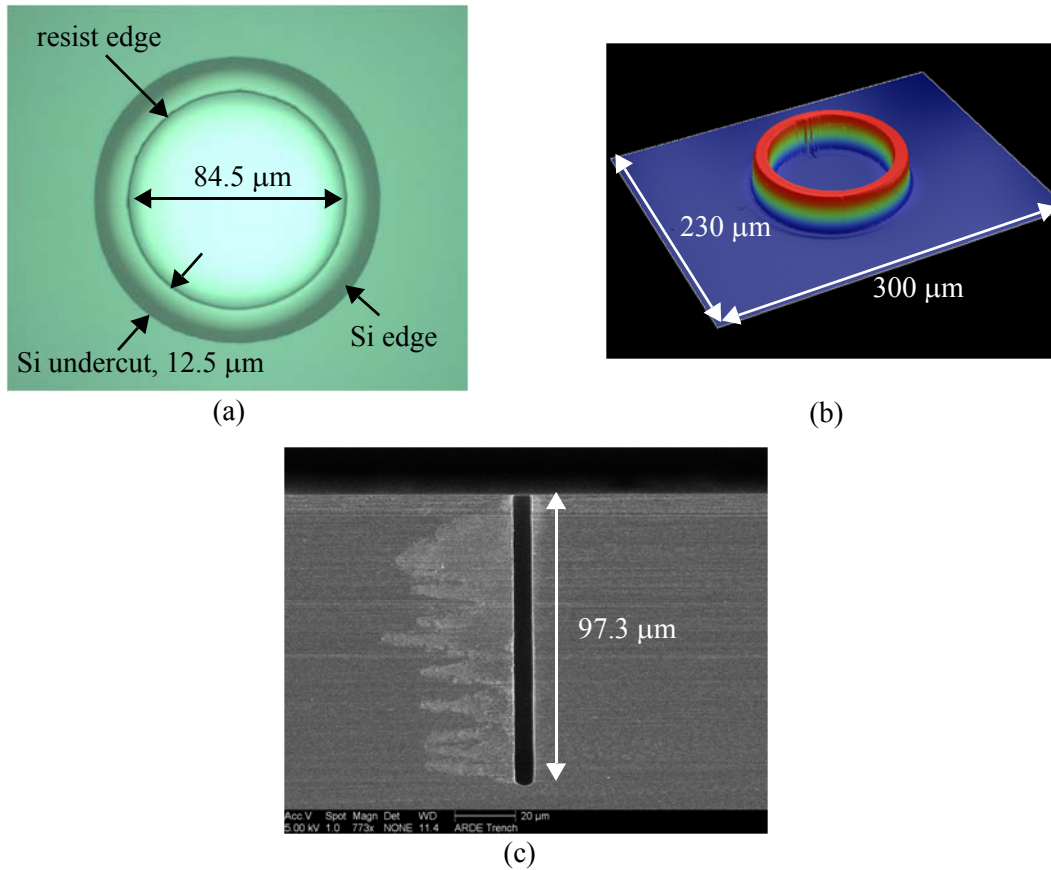 resist edge
84.5 μm
Si edge
Si undercut, 12.5 μm
(a)
230 μm
300 μm
(b)
97.3 μm
Acc.V Spot Magn Det WD 20 μm
5.00 kV 1.0 773x NONE 11.4 ARDE Trench
(c)